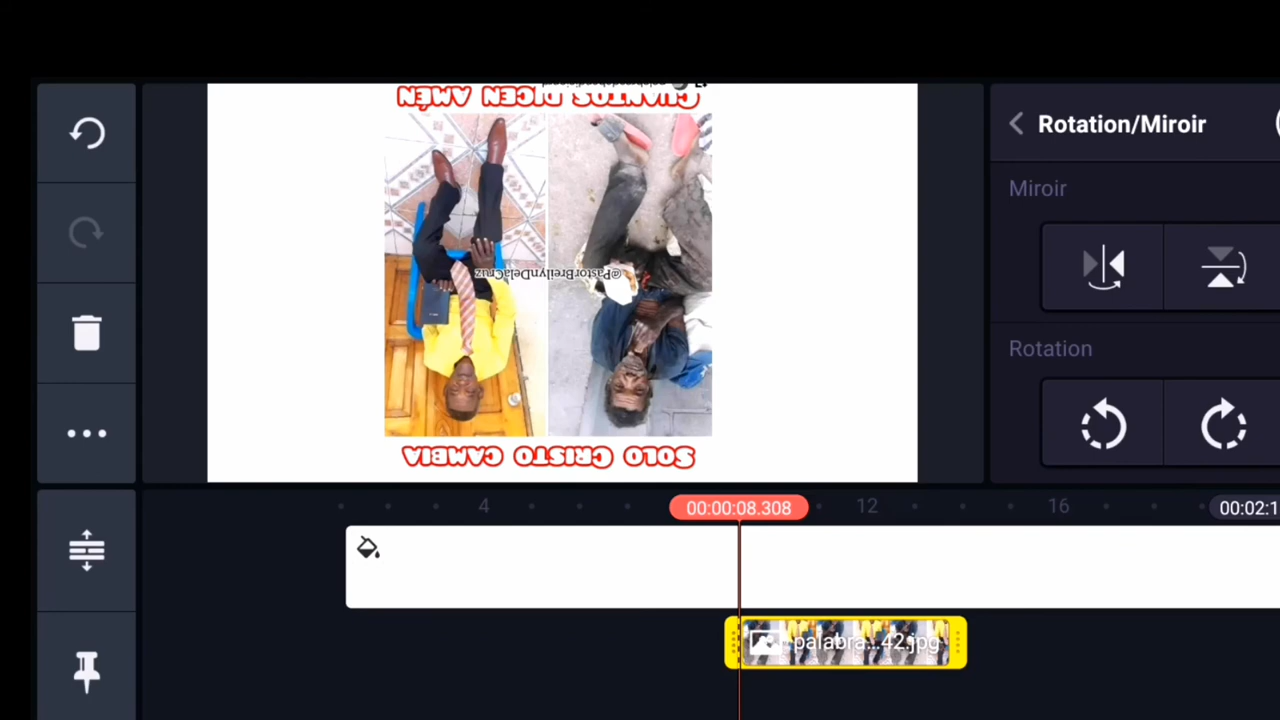 CUANTOS DICEN AMÉN
Rotation/Miroir
Miroir
@PastorBreilynDelaCruz
Rotation
SOLO CRISTO CAMBIA
4
00:00:08.308
12
16
00:02:1
palabra...42.jpg